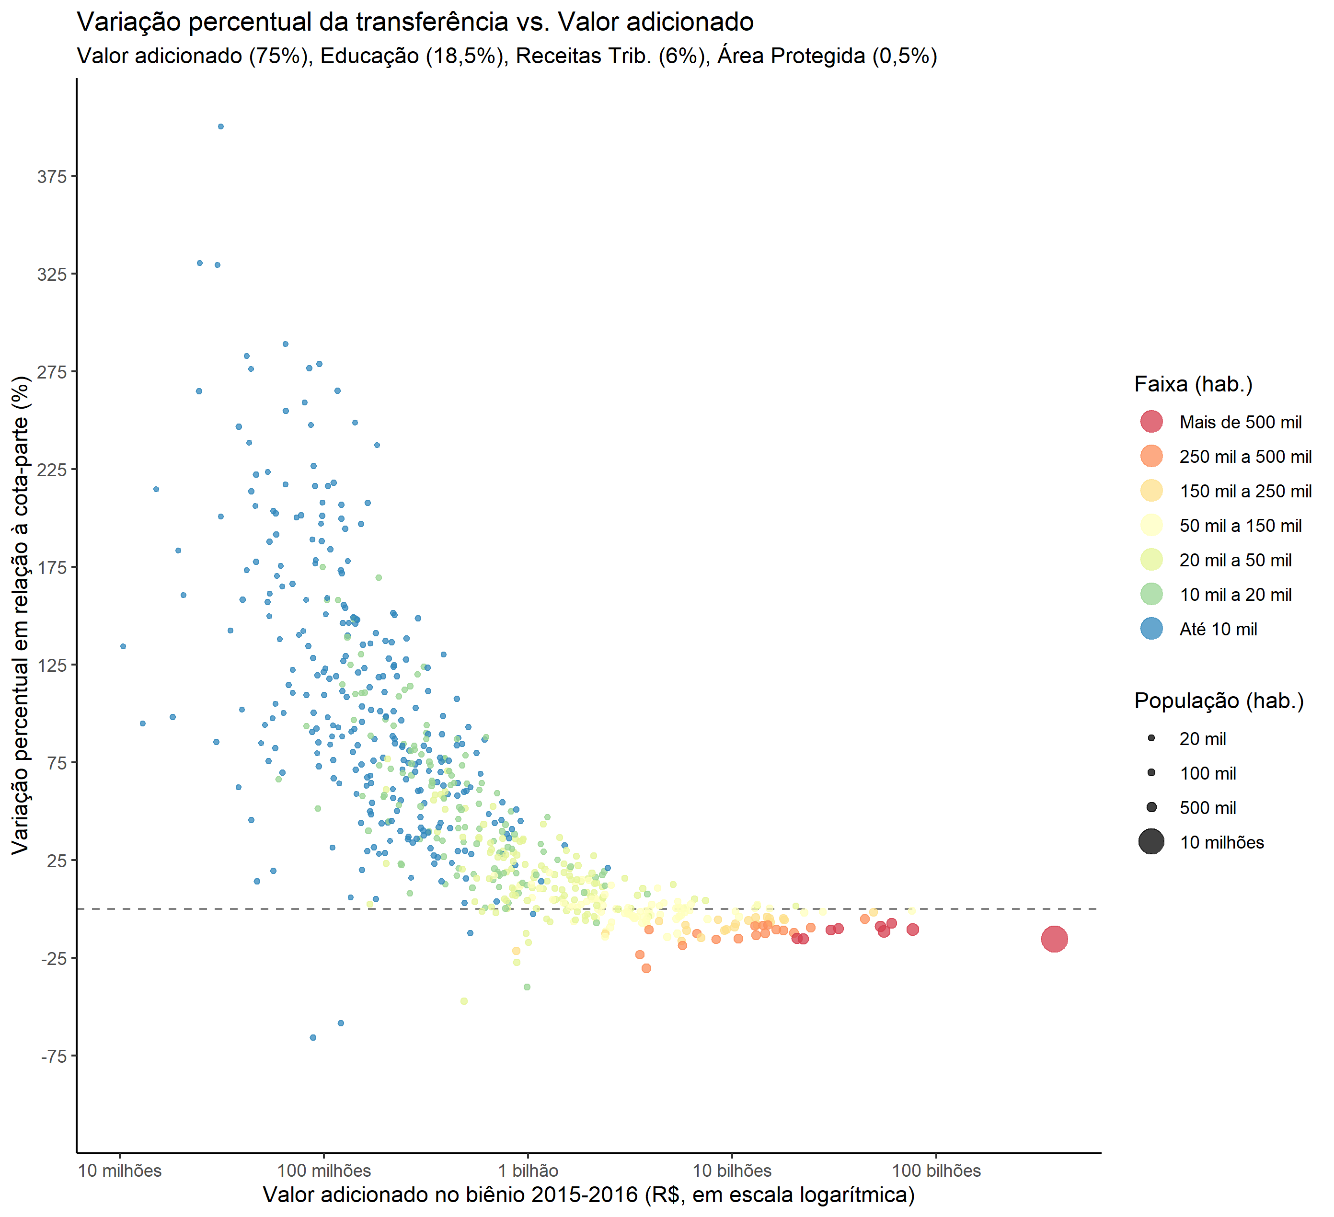 Variação percentual da transferência vs. Valor adicionado
Valor adicionado (75%), Educação (18,5%), Receitas Trib. (6%), Área Protegida (0,5%)
Variação percentual em relação à cota-parte (%)
375
325
275
225
175
125
75
25
-25
-75
10 milhões
100 milhões
1 bilhão
10 bilhões
100 bilhões
Valor adicionado no biênio 2015-2016 (R$, em escala logarítmica)
Faixa (hab.)
Mais de 500 mil
250 mil a 500 mil
150 mil a 250 mil
50 mil a 150 mil
20 mil a 50 mil
10 mil a 20 mil
Até 10 mil
População (hab.)
20 mil
100 mil
500 mil
10 milhões